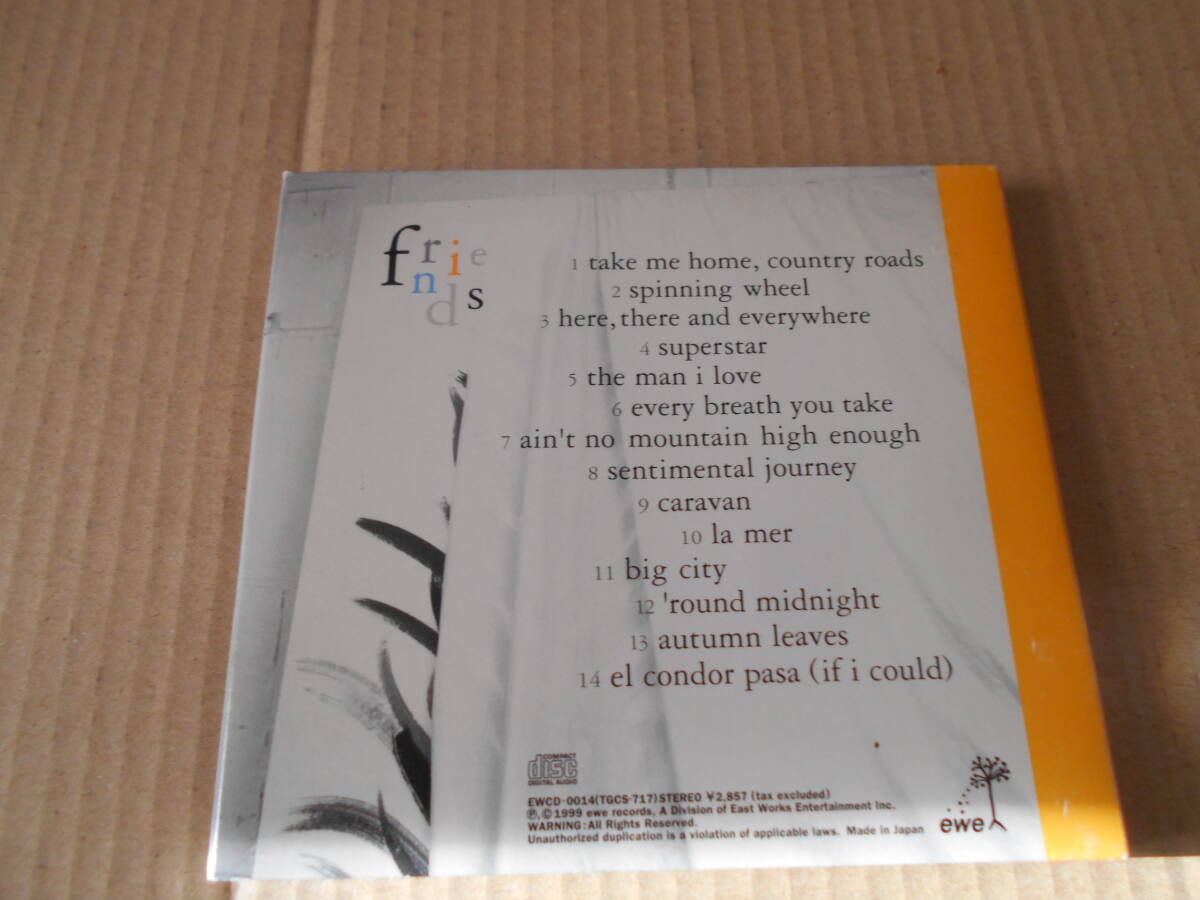 friends
1 take me home, country roads
2 spinning wheel
3 here, there and everywhere
4 superstar
5 the man i love
6 every breath you take
7 ain't no mountain high enough
8 sentimental journey
9 caravan
10 la mer
11 big city
12 'round midnight
13 autumn leaves
14 el condor pasa (if i could)
COMPACT
disc
DIGITAL AUDIO
EWCD-0014(TGCS-717)STEREO ¥2,857 (tax excluded)
Ⓟ,©1999 ewe records, A Division of East Works Entertainment Inc.
WARNING:All Rights Reserved.
Unauthorized duplication is a violation of applicable laws. Made in Japan
ewe